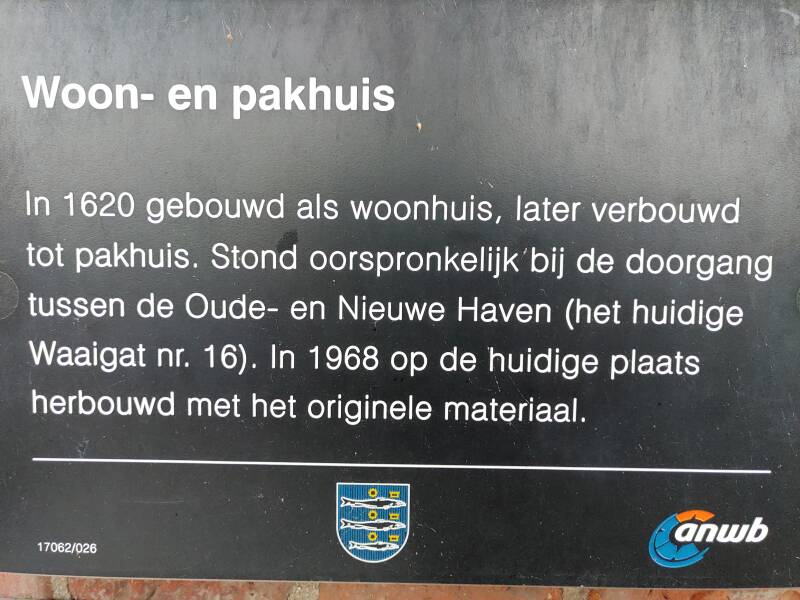 Woon- en pakhuis
In 1620 gebouwd als woonhuis, later verbouwd
tot pakhuis. Stond oorspronkelijk bij de doorgang
tussen de Oude- en Nieuwe Haven (het huidige
Waaigat nr. 16). In 1968 op de huidige plaats
herbouwd met het originele materiaal.
17062/026
anwb